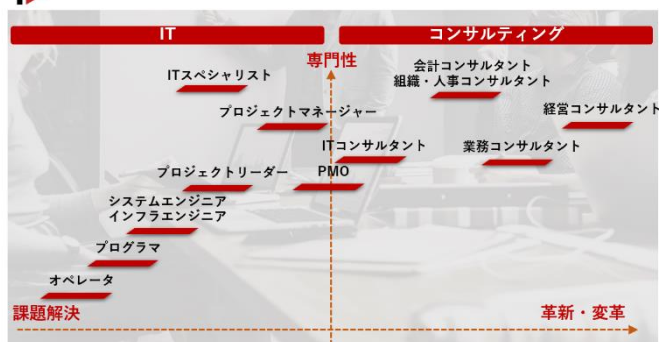 IT
コンサルティング
専門性
ITスペシャリスト
会計コンサルタント
組織・人事コンサルタント
プロジェクトマネージャー
経営コンサルタント
ITコンサルタント
業務コンサルタント
プロジェクトリーダー
PMO
システムエンジニア
インフラエンジニア
プログラマ
オペレータ
課題解決
革新・変革